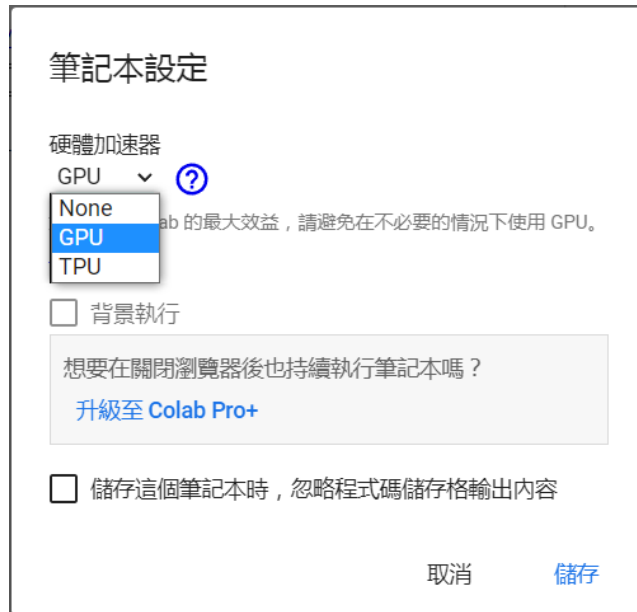 筆記本設定
硬體加速器
GPU
None
GPU
TPU
ab 的最大效益，請避免在不必要的情況下使用 GPU。
背景執行
想要在關閉瀏覽器後也持續執行筆記本嗎？
升級至 Colab Pro+
儲存這個筆記本時，忽略程式碼儲存格輸出內容
取消 儲存